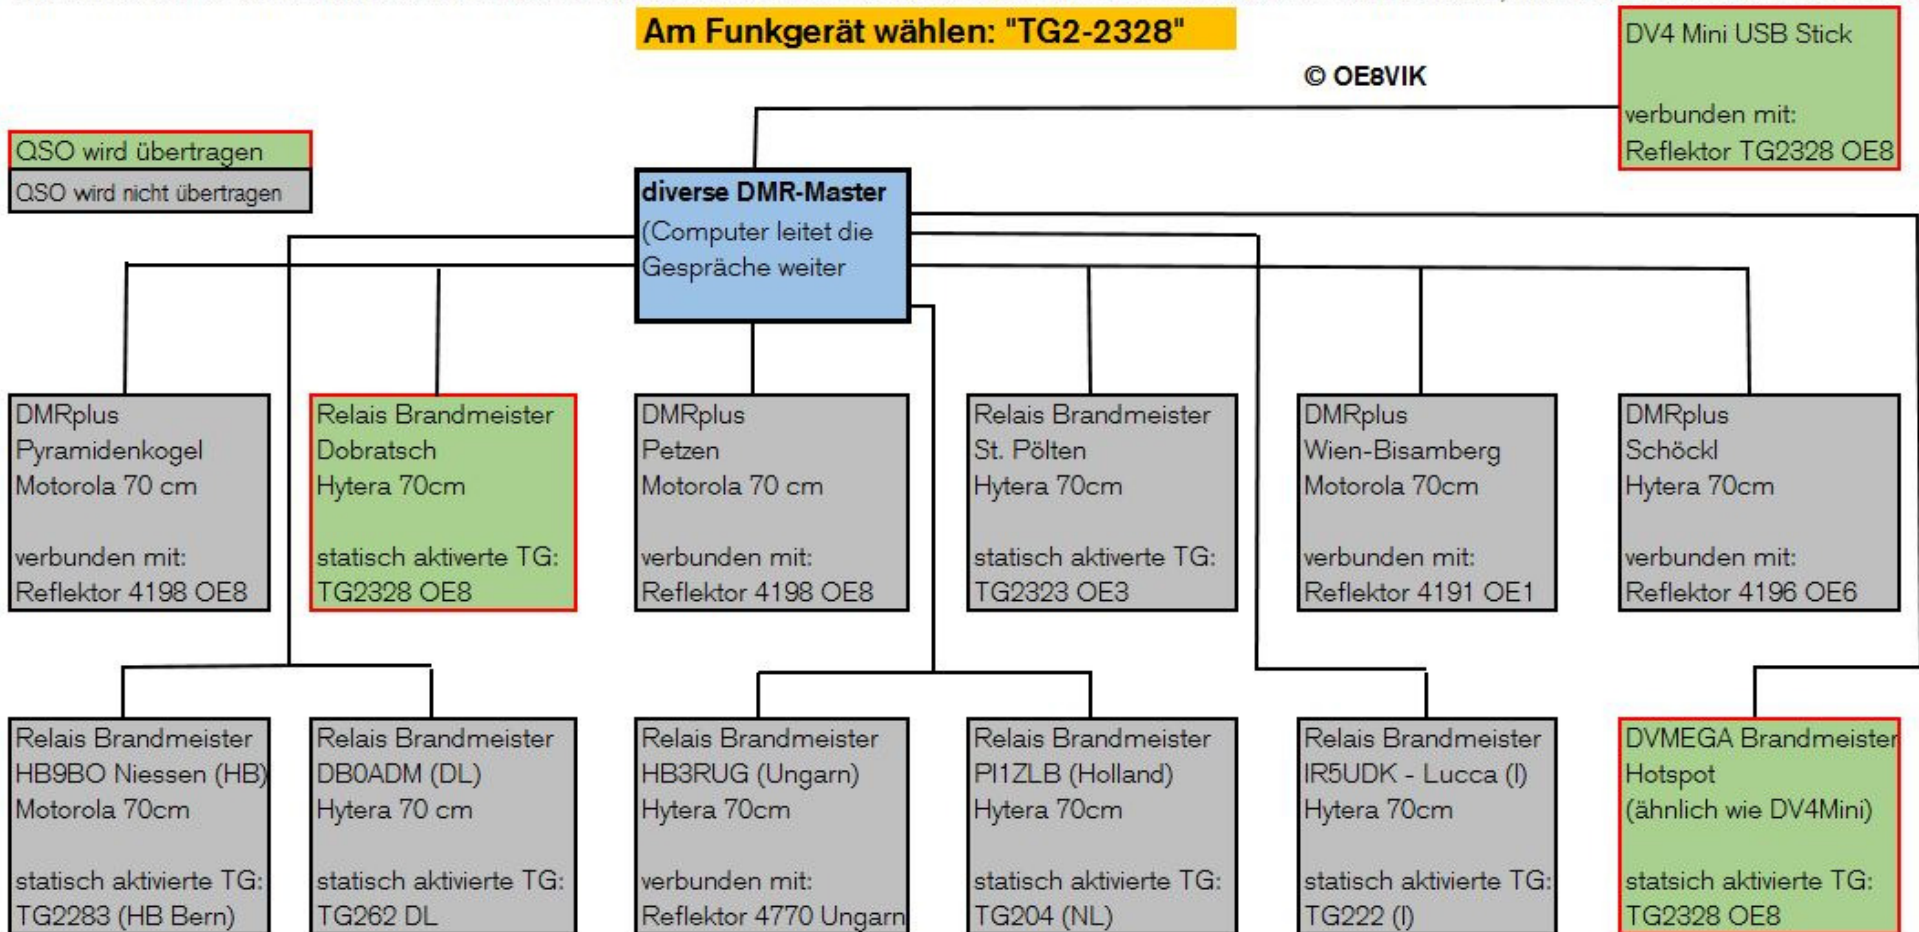 Am Funkgerät wählen: "TG2-2328"
© OE8VIK
DV4 Mini USB Stick
verbunden mit:
Reflektor TG2328 OE8
QSO wird übertragen
QSO wird nicht übertragen
diverse DMR-Master
(Computer leitet die
Gespräche weiter
DMRplus
Pyramidenkogel
Motorola 70 cm
verbunden mit:
Reflektor 4198 OE8
Relais Brandmeister
Dobratsch
Hytera 70cm
statisch aktivierte TG:
TG2328 OE8
DMRplus
Petzen
Motorola 70 cm
verbunden mit:
Reflektor 4198 OE8
Relais Brandmeister
St. Pölten
Hytera 70cm
statisch aktivierte TG:
TG2323 OE3
DMRplus
Wien-Bisamberg
Motorola 70cm
verbunden mit:
Reflektor 4191 OE1
DMRplus
Schöckl
Hytera 70cm
verbunden mit:
Reflektor 4196 OE6
Relais Brandmeister
HB9BO Niessen (HB)
Motorola 70cm
statisch aktivierte TG:
TG2283 (HB Bern)
Relais Brandmeister
DB0ADM (DL)
Hytera 70 cm
statisch aktivierte TG:
TG262 DL
Relais Brandmeister
HB3RUG (Ungarn)
Hytera 70cm
verbunden mit:
Reflektor 4770 Ungarn
Relais Brandmeister
PI1ZLB (Holland)
Hytera 70cm
statisch aktivierte TG:
TG204 (NL)
Relais Brandmeister
IR5UDK - Lucca (I)
Hytera 70cm
statisch aktivierte TG:
TG222 (I)
DVMEGA Brandmeister
Hotspot
(ähnlich wie DV4Mini)
statsich aktivierte TG:
TG2328 OE8